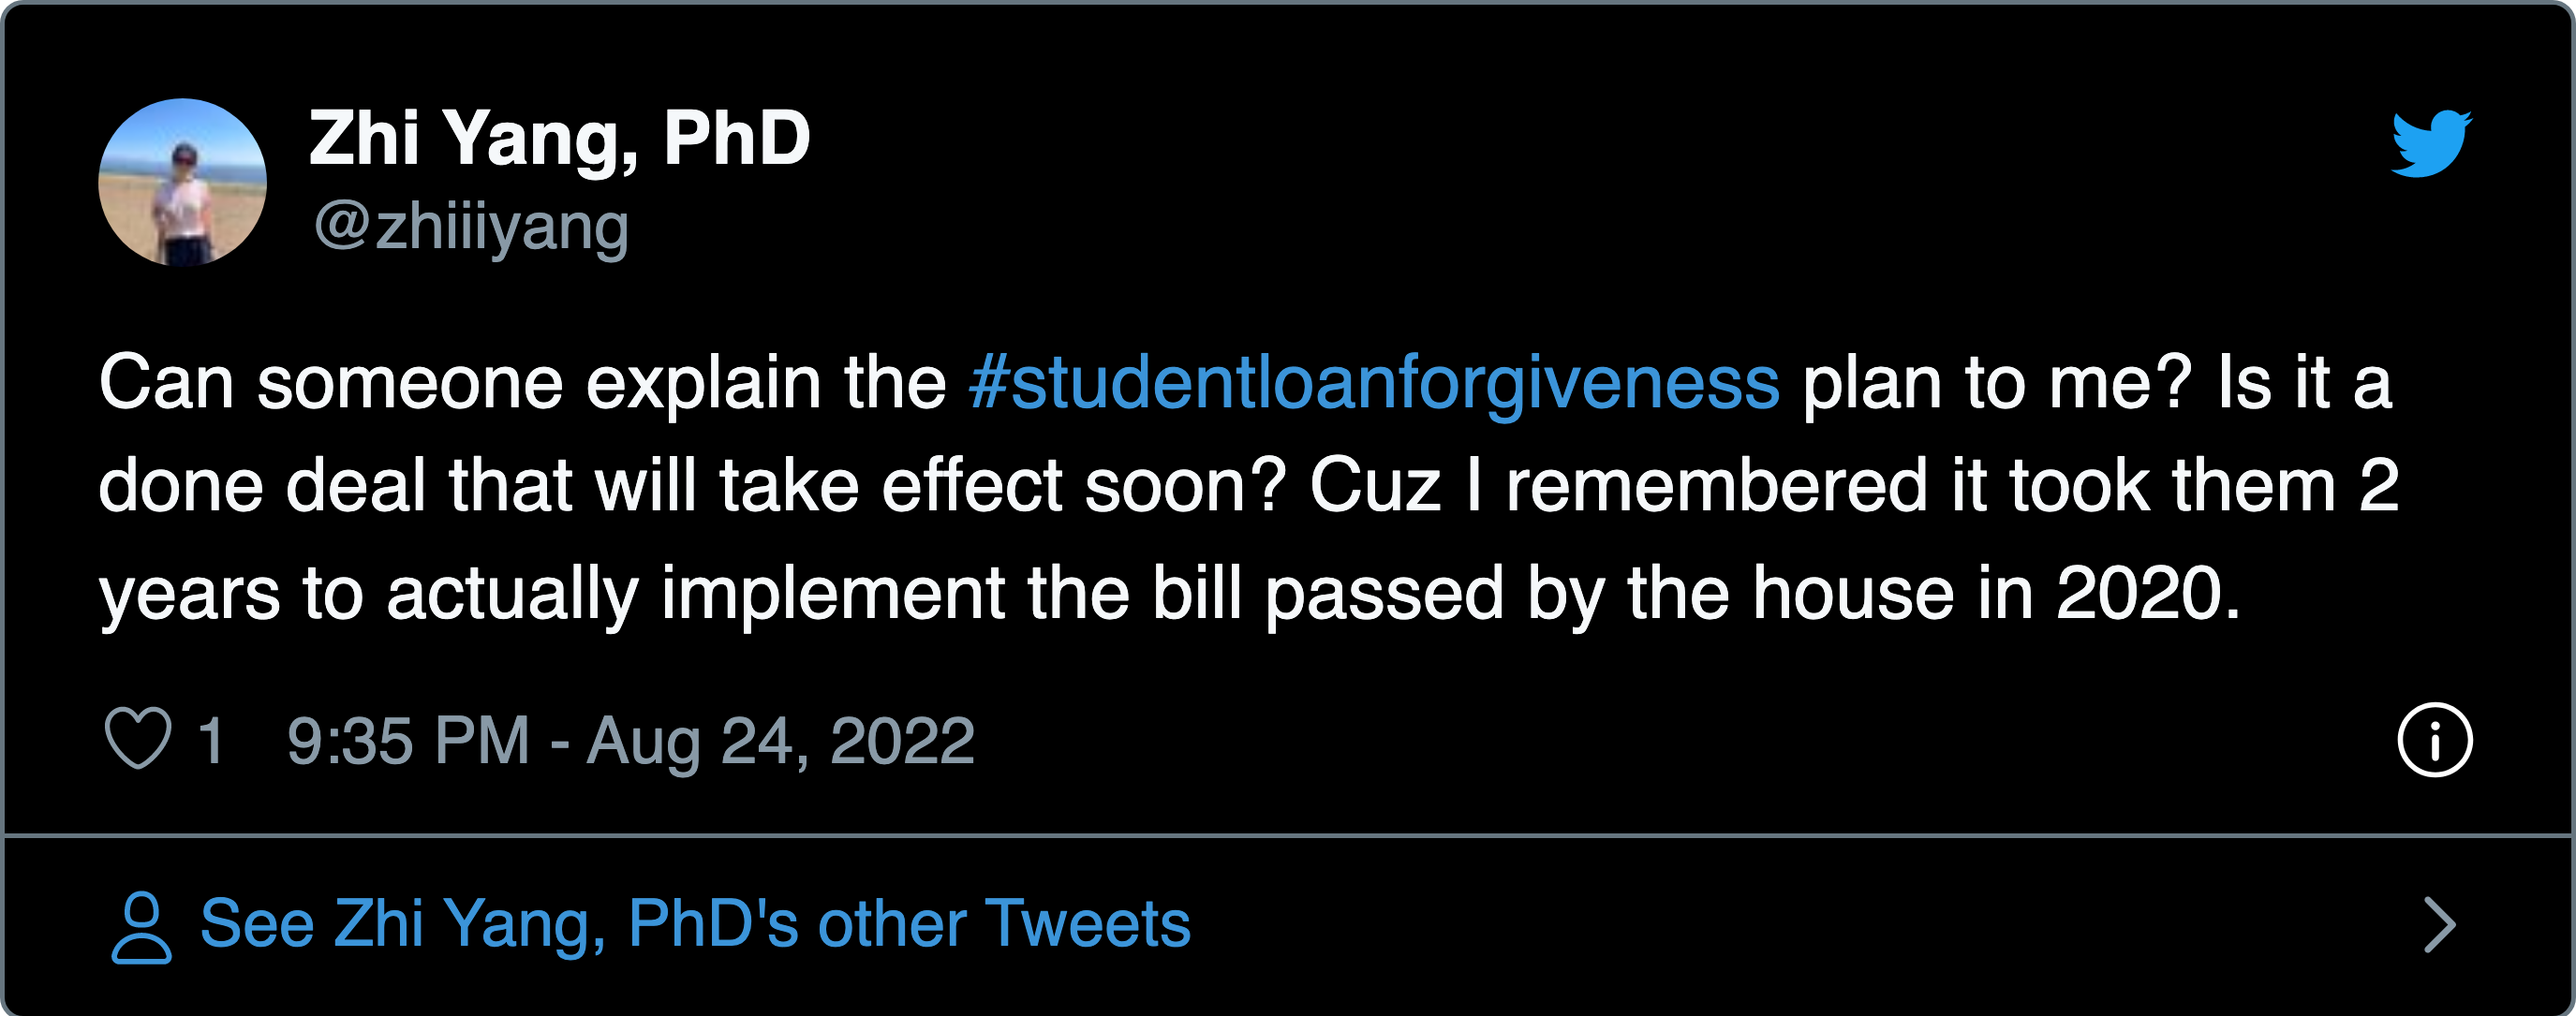 Zhi Yang, PhD
@zhiiiyang
Can someone explain the #studentloanforgiveness plan to me? Is it a
done deal that will take effect soon? Cuz I remembered it took them 2
years to actually implement the bill passed by the house in 2020.
1 9:35 PM - Aug 24, 2022
See Zhi Yang, PhD's other Tweets